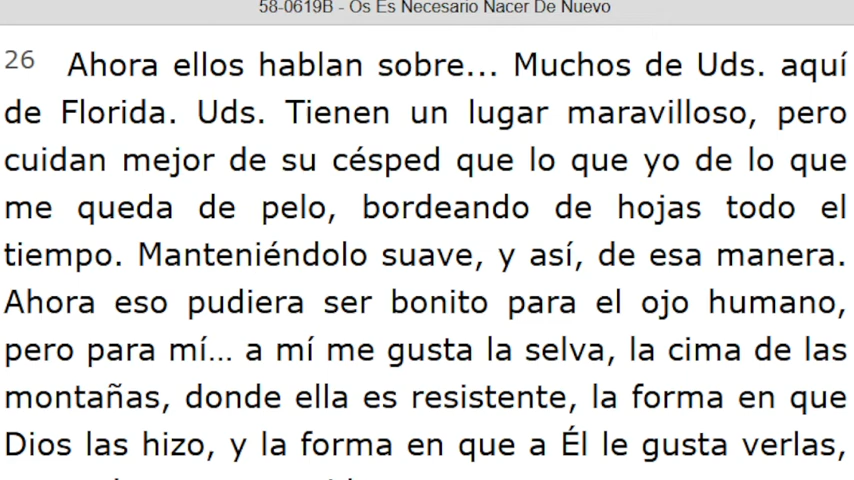 58-0619B - Os Es Necesario Nacer De Nuevo
26 Ahora ellos hablan sobre... Muchos de Uds. aquí
de Florida. Uds. Tienen un lugar maravilloso, pero
cuidan mejor de su césped que lo que yo de lo que
me queda de pelo, bordeando de hojas todo el
tiempo. Manteniéndolo suave, y así, de esa manera.
Ahora eso pudiera ser bonito para el ojo humano,
pero para mí... a mí me gusta la selva, la cima de las
montañas, donde ella es resistente, la forma en que
Dios las hizo, y la forma en que a Él le gusta verlas,